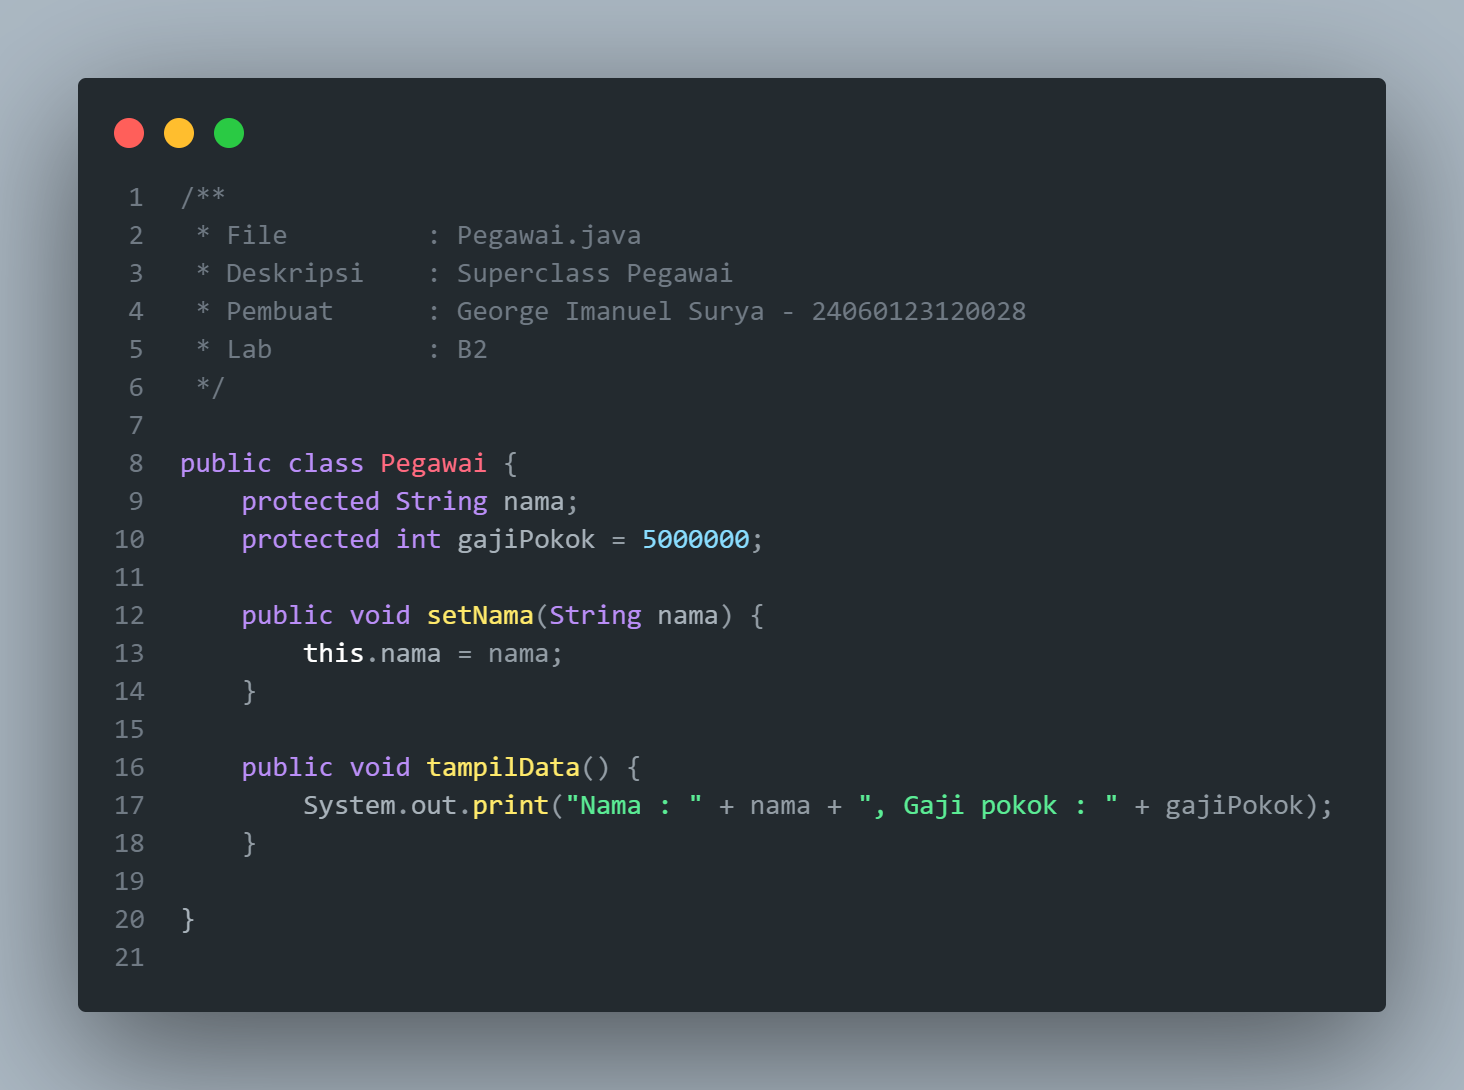 1 /**
2  * File         : Pegawai.java
3  * Deskripsi    : Superclass Pegawai
4  * Pembuat      : George Imanuel Surya - 24060123120028
5  * Lab          : B2
6  */
7
8 public class Pegawai {
9     protected String nama;
10     protected int gajiPokok = 5000000;
11
12     public void setNama(String nama) {
13         this.nama = nama;
14     }
15
16     public void tampilData() {
17         System.out.print("Nama : " + nama + ", Gaji pokok : " + gajiPokok);
18     }
19
20 }
21